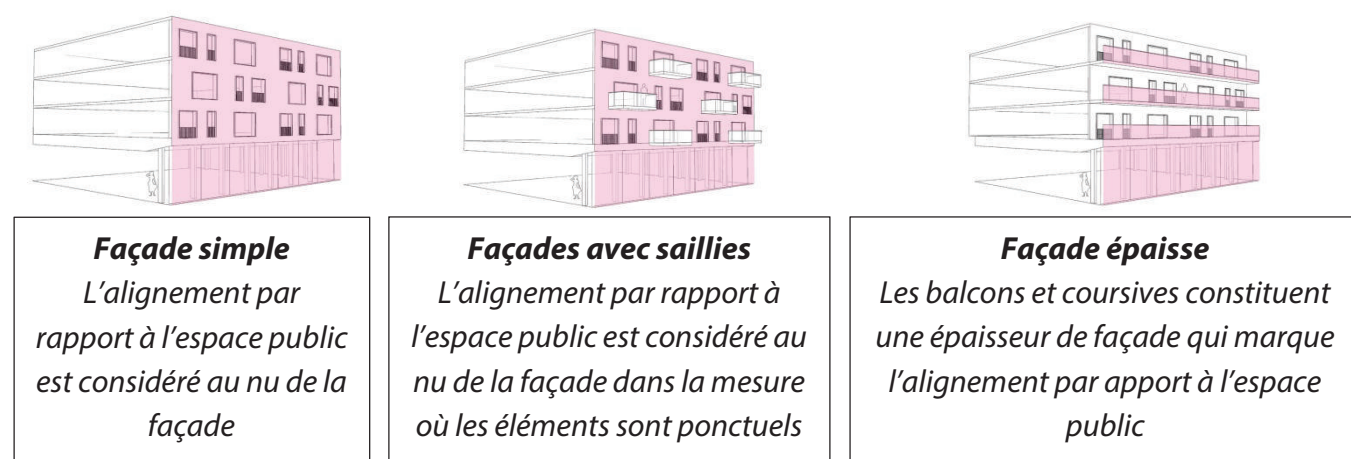 Façade simple
L'alignement par
rapport à l'espace public
est considéré au nu de la
façade
Façades avec saillies
L'alignement par rapport à
l'espace public est considéré au
nu de la façade dans la mesure
où les éléments sont ponctuels
Façade épaisse
Les balcons et coursives constituent
une épaisseur de façade qui marque
l'alignement par apport à l'espace
public